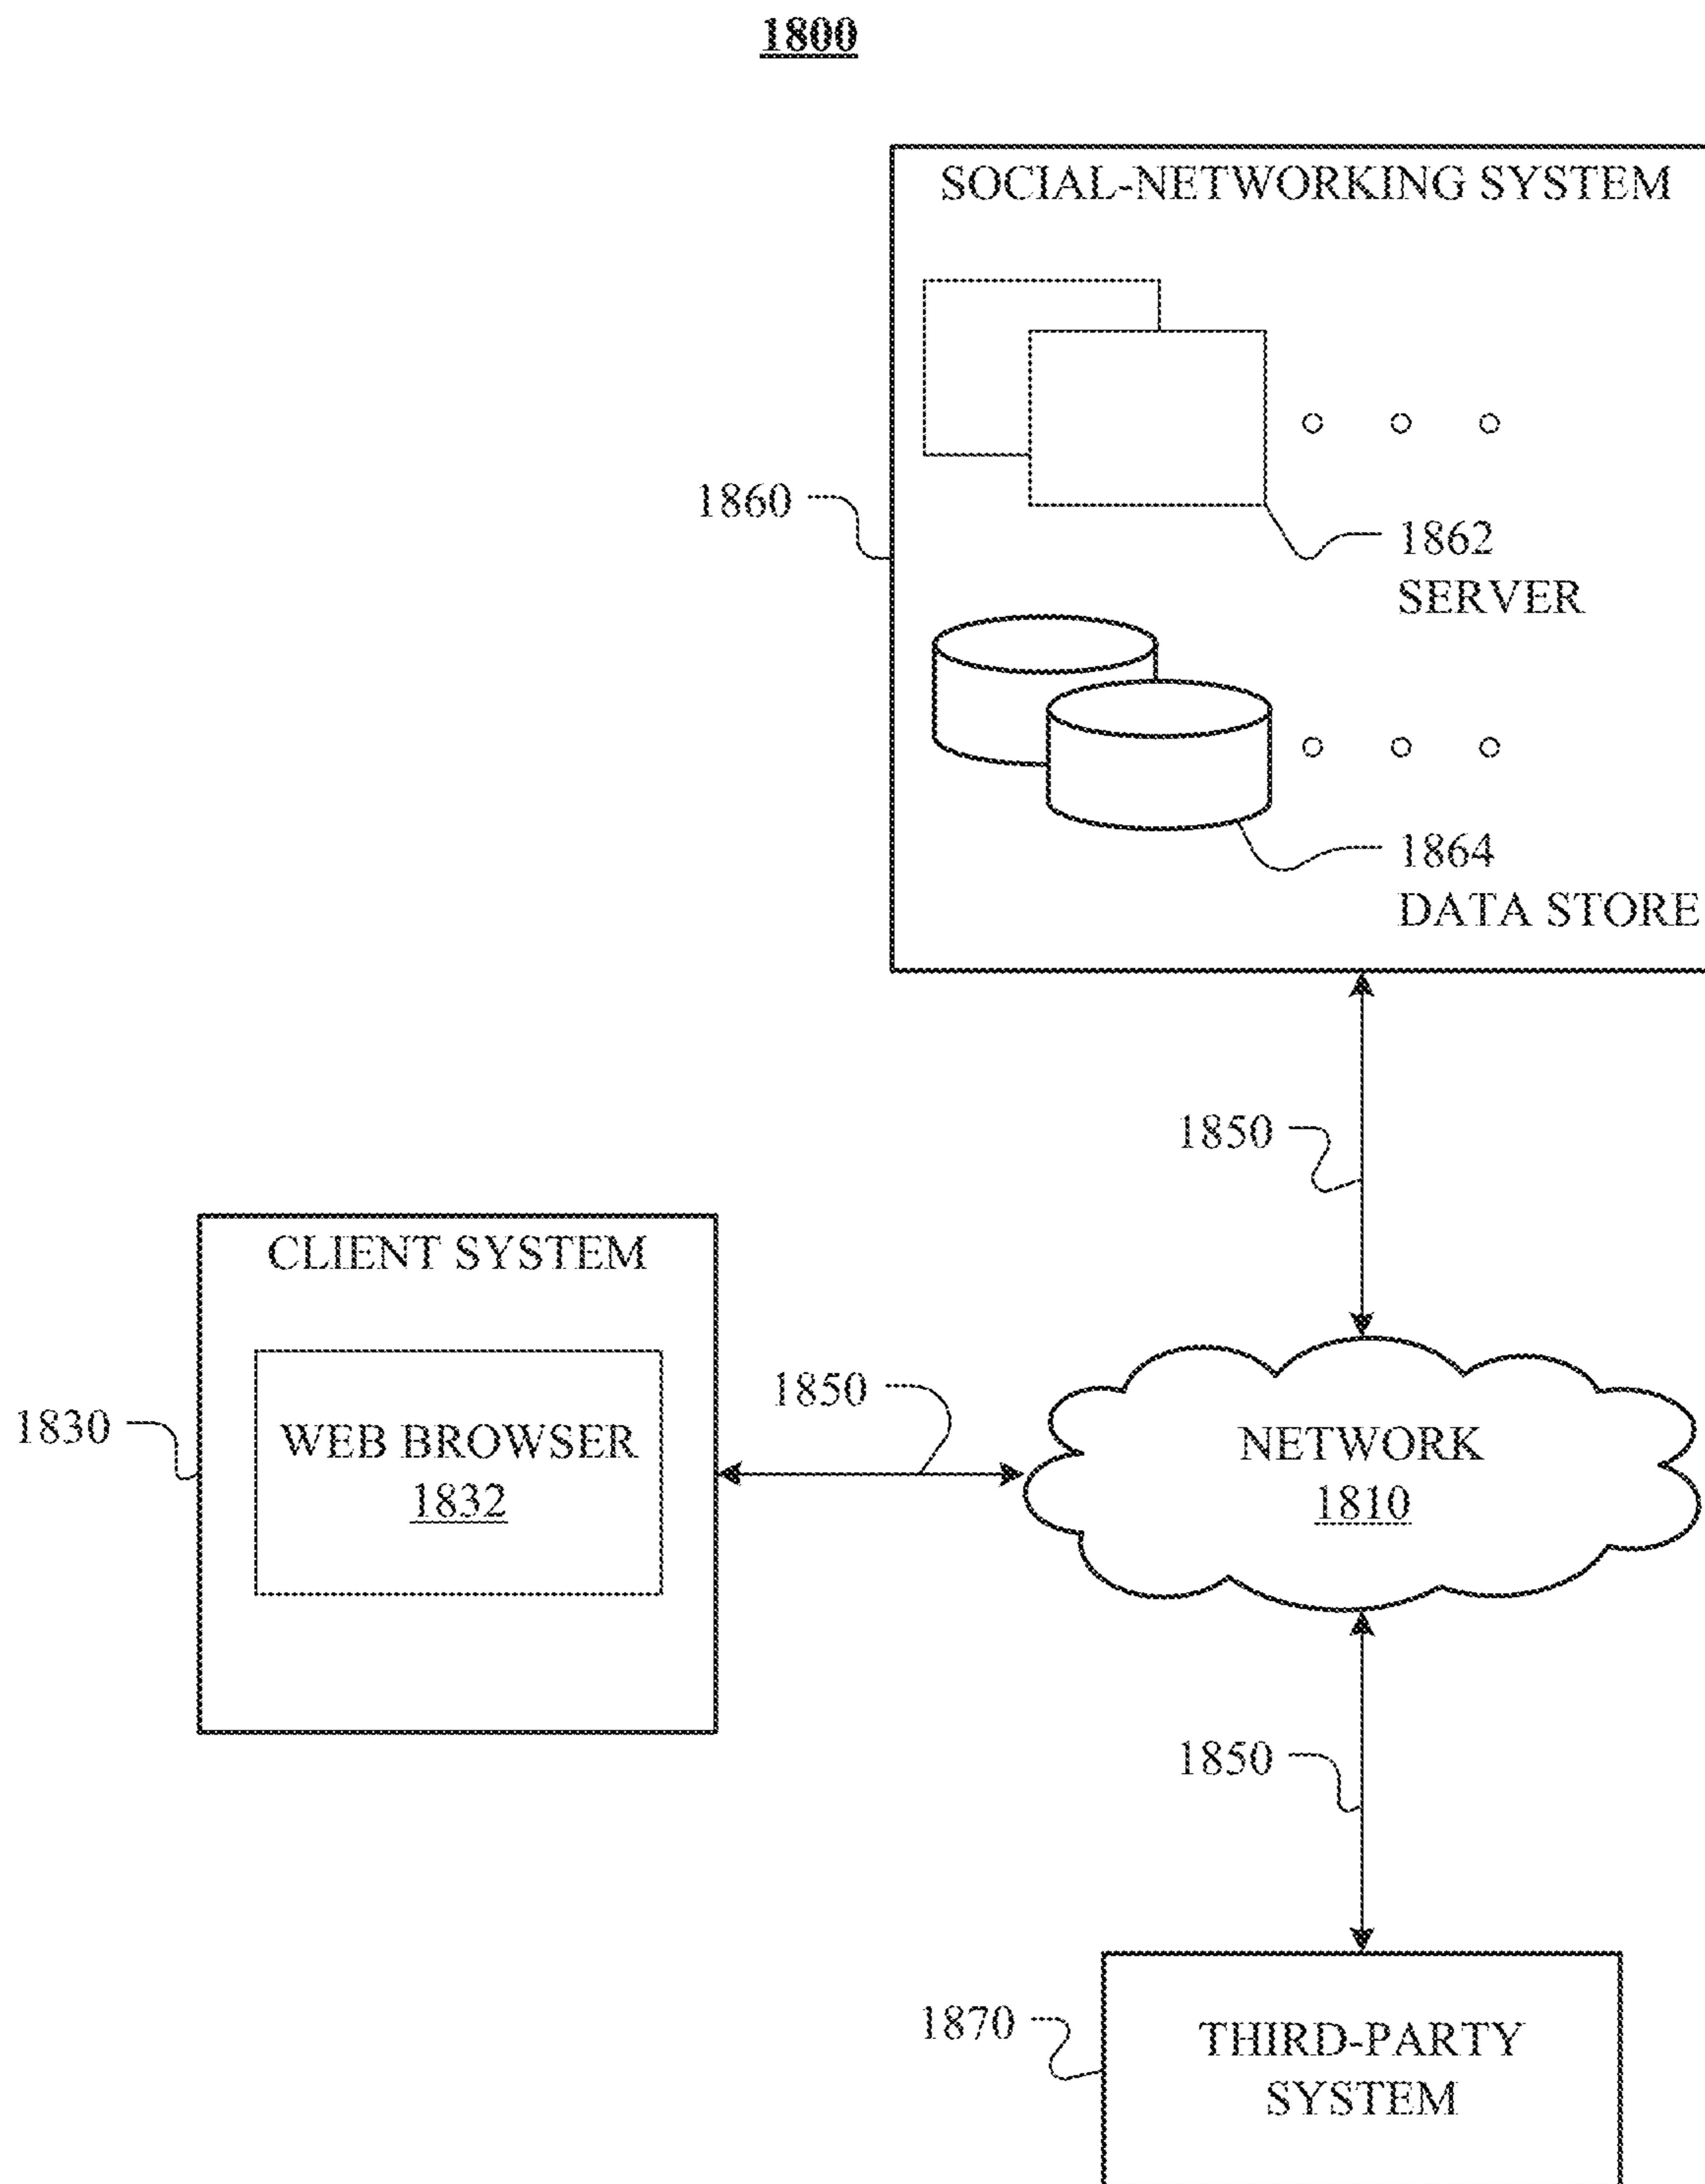 1800
SOCIAL-NETWORKING SYSTEM
1860
1862
SERVER
1864
DATA STORE
1850
CLIENT SYSTEM
1830
WEB BROWSER
1832
1850
NETWORK
1810
1850
1870
THIRD-PARTY
SYSTEM